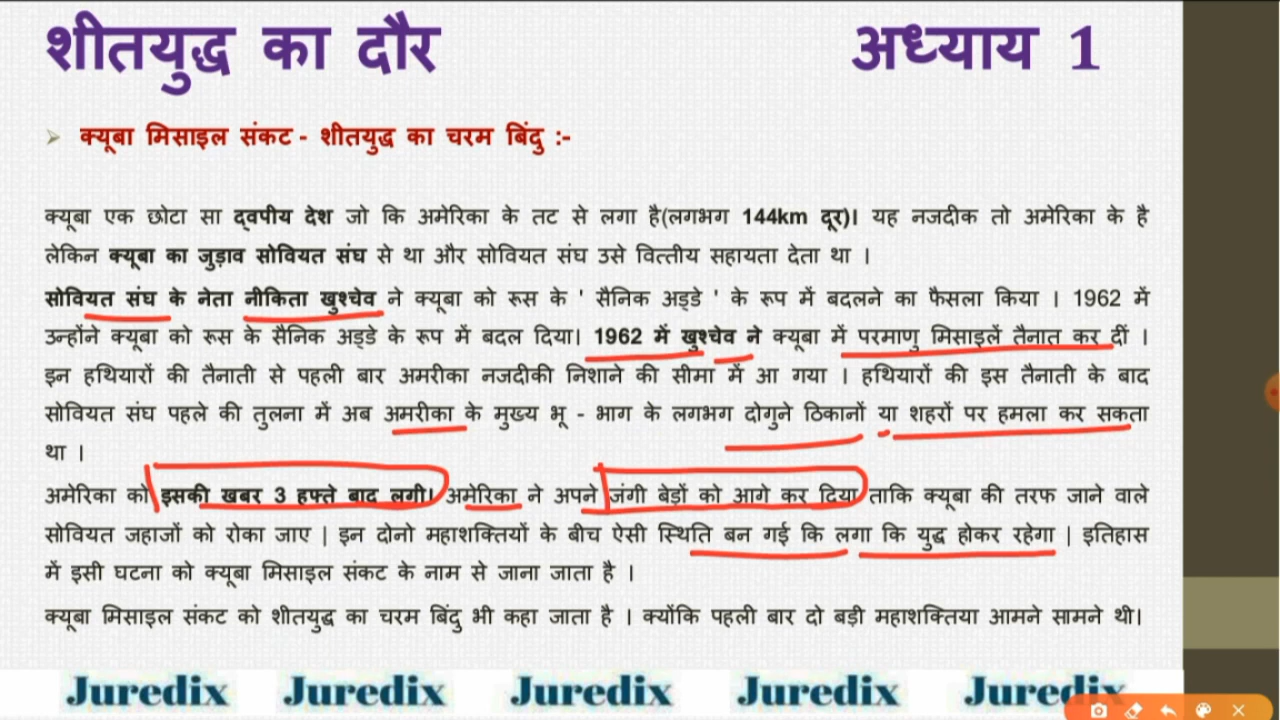 शीतयुद्ध का दौर अध्याय 1
क्यूबा मिसाइल संकट - शीतयुद्ध का चरम बिंदु :-
क्यूबा एक छोटा सा द्वपीय देश जो कि अमेरिका के तट से लगा है(लगभग 144km दूर)। यह नजदीक तो अमेरिका के है
लेकिन क्यूबा का जुड़ाव सोवियत संघ से था और सोवियत संघ उसे वित्तीय सहायता देता था ।
सोवियत संघ के नेता नीकिता खुश्चेव ने क्यूबा को रूस के ' सैनिक अड्डे ' के रूप में बदलने का फैसला किया । 1962 में
उन्होंने क्यूबा को रूस के सैनिक अड्डे के रूप में बदल दिया। 1962 में खुश्चेव ने क्यूबा में परमाणु मिसाइलें तैनात कर दीं ।
इन हथियारों की तैनाती से पहली बार अमरीका नजदीकी निशाने की सीमा में आ गया । हथियारों की इस तैनाती के बाद
सोवियत संघ पहले की तुलना में अब अमरीका के मुख्य भू - भाग के लगभग दोगुने ठिकानों या शहरों पर हमला कर सकता
था ।
अमेरिका को इसकी खबर 3 हफ्ते बाद लगी। अमेरिका ने अपने जंगी बेड़ों को आगे कर दिया ताकि क्यूबा की तरफ जाने वाले
सोवियत जहाजों को रोका जाए | इन दोनो महाशक्तियों के बीच ऐसी स्थिति बन गई कि लगा कि युद्ध होकर रहेगा | इतिहास
में इसी घटना को क्यूबा मिसाइल संकट के नाम से जाना जाता है ।
क्यूबा मिसाइल संकट को शीतयुद्ध का चरम बिंदु भी कहा जाता है । क्योंकि पहली बार दो बड़ी महाशक्तिया आमने सामने थी।
Juredix Juredix Juredix Juredix Juredix